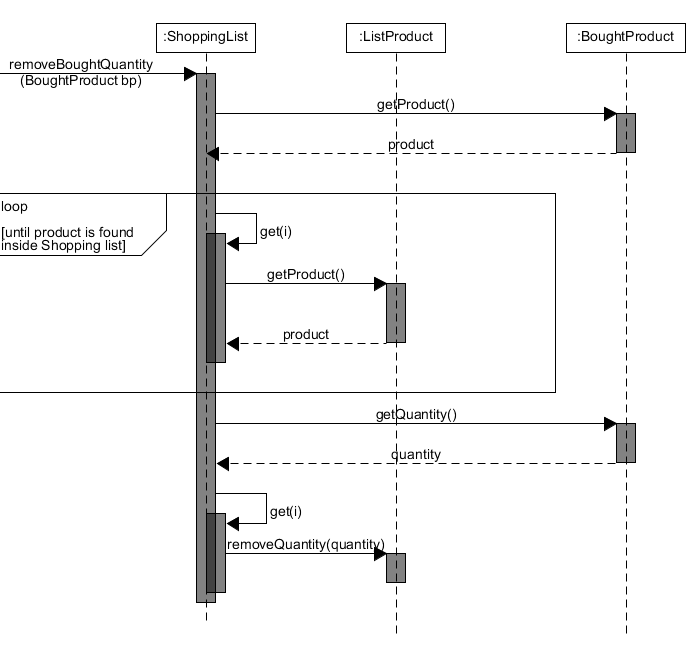 :ShoppingList
:ListProduct
:BoughtProduct
removeBoughtQuantity
(BoughtProduct bp)
getProduct()
product
loop
[until product is found
inside Shopping list]
get(i)
getProduct()
product
getQuantity()
quantity
get(i)
removeQuantity(quantity)